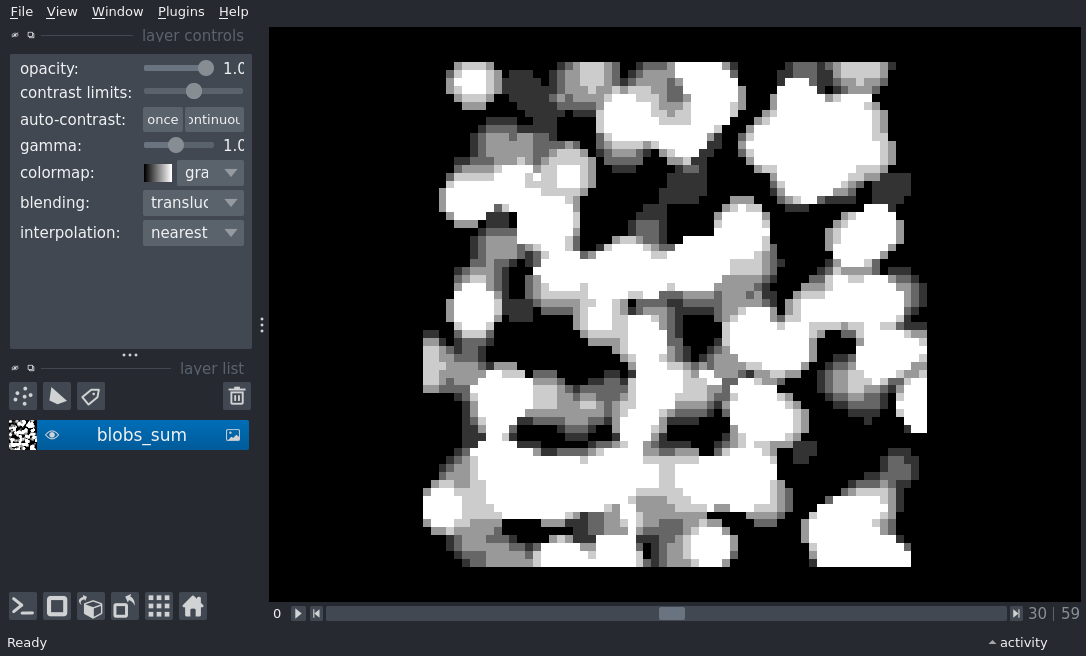 File View Window Plugins Help
layer controls
opacity: 1.0
contrast limits:
auto-contrast: once ontinuou
gamma: 1.0
colormap: gra
blending: transluc
interpolation: nearest
layer list
blobs_sum
0 30 | 59
Ready activity